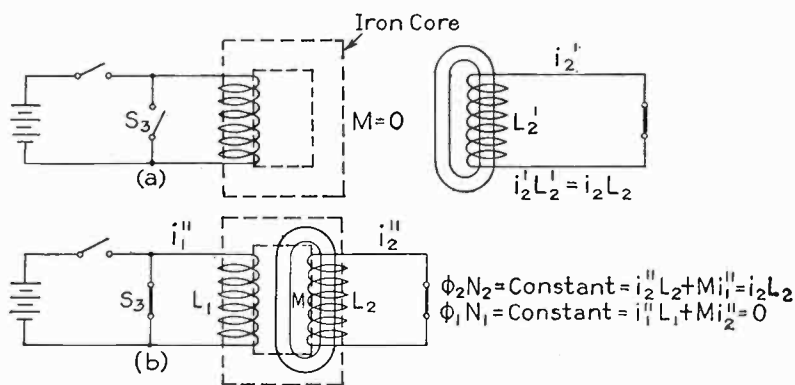 Iron Core
S₃
M=0
i₂'
L₂'
i₂'L₂' = i₂L₂
(a)
i₁"
i₂"
S₃
L₁
M
L₂
ϕ₂N₂=Constant=i₂"L₂+Mi₁"=i₂L₂
ϕ₁N₁=Constant=i₁"L₁+Mi₂"=0
(b)